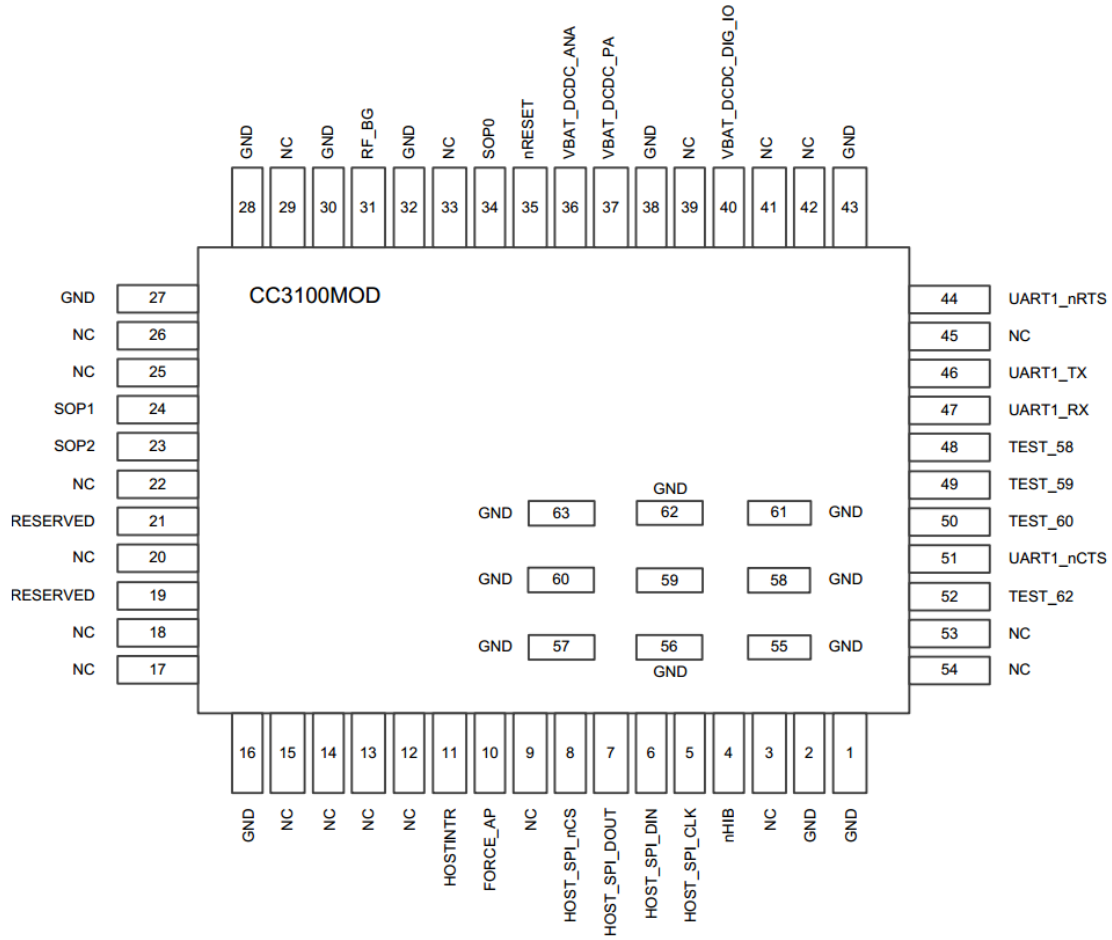 GND NC GND RF_BG GND NC SOP0 nRESET VBAT_DCDC_ANA VBAT_DCDC_PA GND NC VBAT_DCDC_DIG_IO NC NC GND
28 29 30 31 32 33 34 35 36 37 38 39 40 41 42 43
CC3100MOD
GND 27
NC 26
NC 25
SOP1 24
SOP2 23
NC 22
RESERVED 21
NC 20
RESERVED 19
NC 18
NC 17
44 UART1_nRTS
45 NC
46 UART1_TX
47 UART1_RX
48 TEST_58
49 TEST_59
50 TEST_60
51 UART1_nCTS
52 TEST_62
53 NC
54 NC
GND
GND 63 62 61 GND
GND 60 59 58 GND
GND 57 56 55 GND
GND
16 15 14 13 12 11 10 9 8 7 6 5 4 3 2 1
GND NC NC NC NC HOSTINTR FORCE_AP NC HOST_SPI_nCS HOST_SPI_DOUT HOST_SPI_DIN HOST_SPI_CLK nHIB NC GND GND